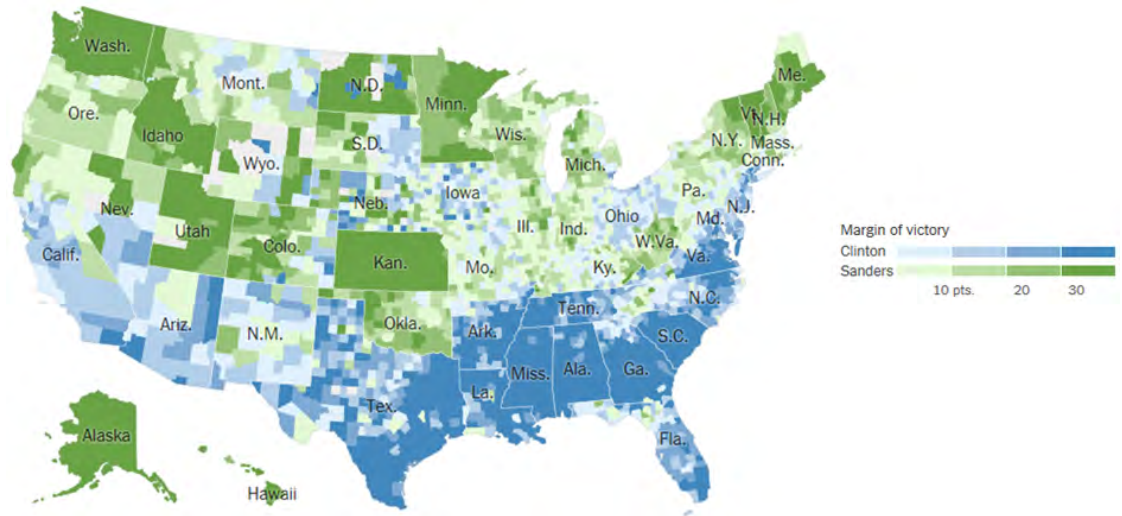 Wash.
Mont.
N.D.
Minn.
Me.
Ore.
Idaho
Wyo.
S.D.
Wis.
Mich.
Vt.
N.H.
N.Y.
Mass.
Conn.
Nev.
Utah
Colo.
Neb.
Iowa
Ill.
Ind.
Ohio
Pa.
N.J.
Md.
Calif.
Kan.
Mo.
Ky.
W.Va.
Va.
Ariz.
N.M.
Okla.
Ark.
Tenn.
N.C.
S.C.
Tex.
La.
Miss.
Ala.
Ga.
Fla.
Alaska
Hawaii
Margin of victory
Clinton
Sanders
10 pts. 20 30